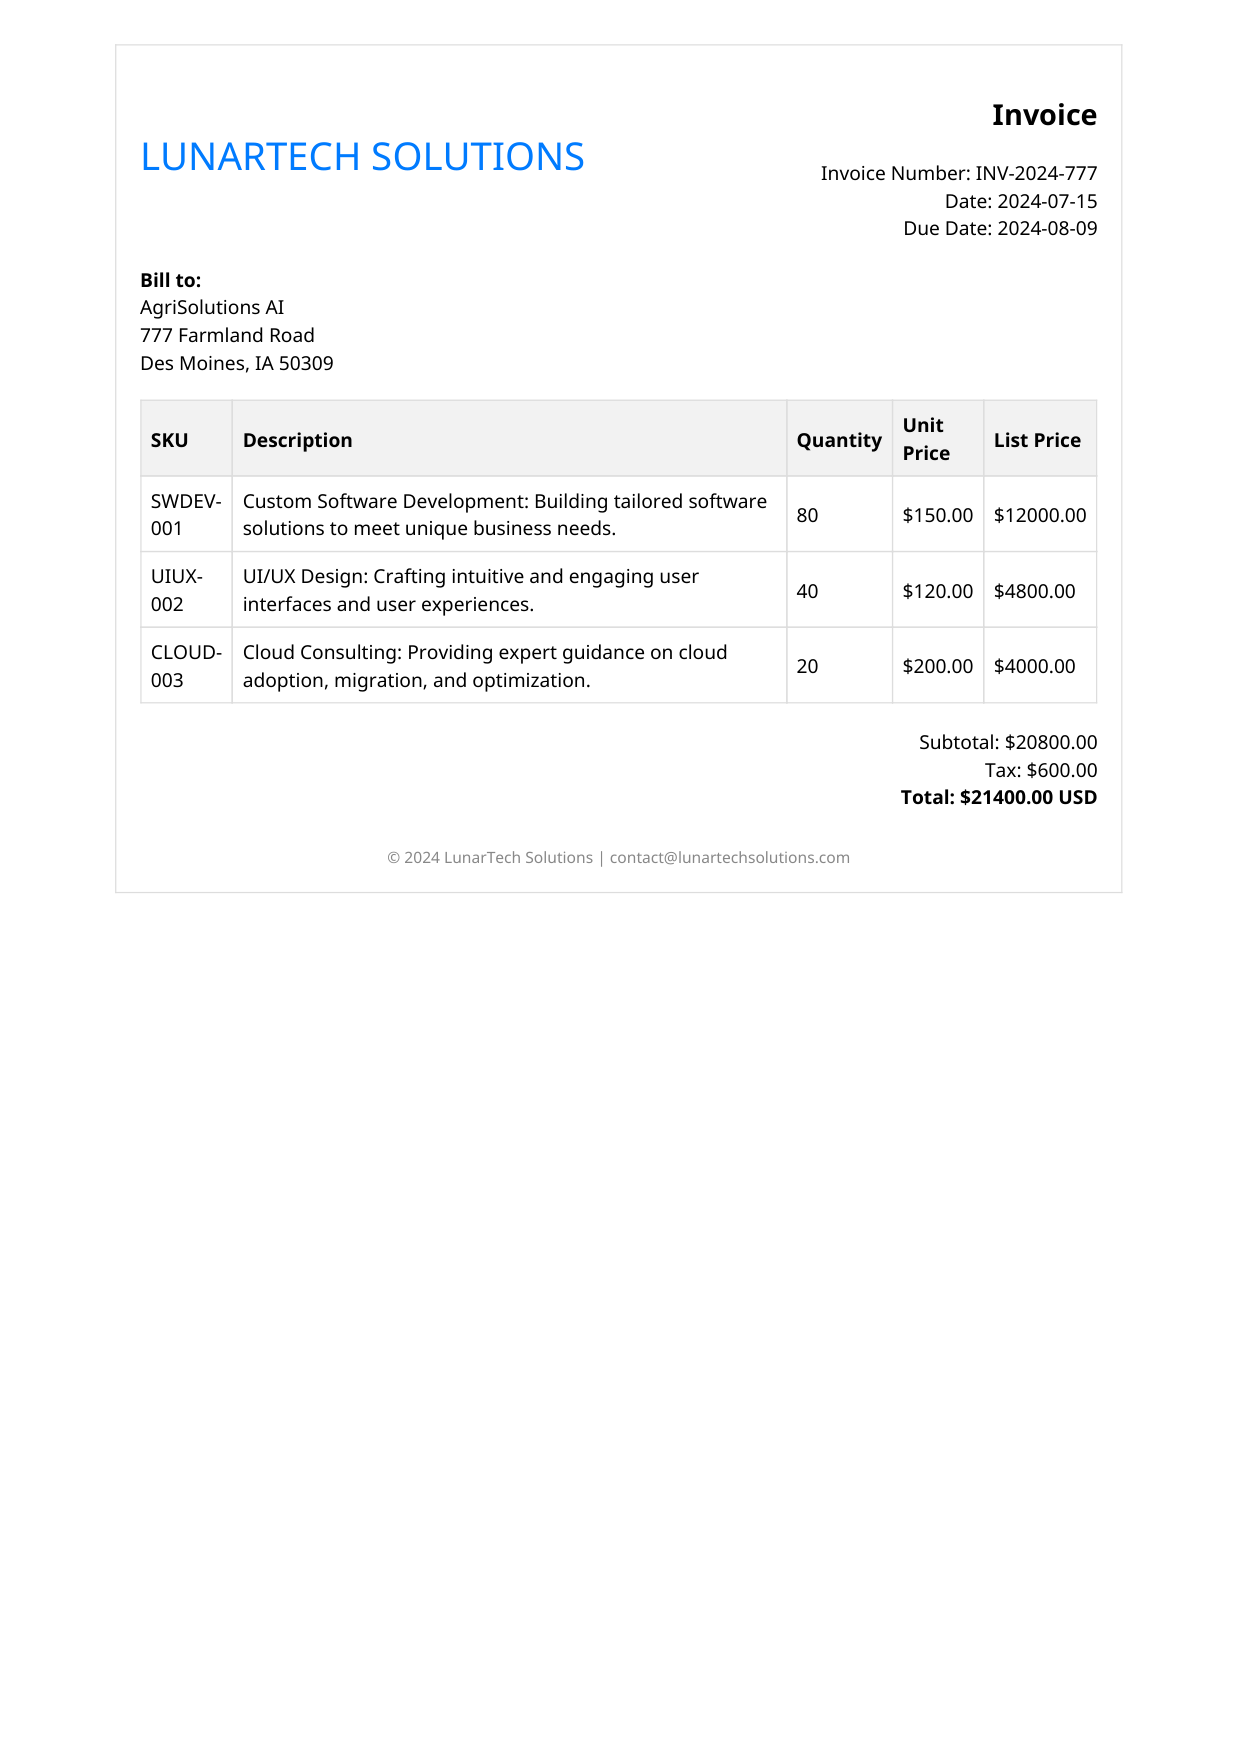 Invoice
LUNARTECH SOLUTIONS
Invoice Number: INV-2024-777
Date: 2024-07-15
Due Date: 2024-08-09
Bill to:
AgriSolutions AI
777 Farmland Road
Des Moines, IA 50309
SKU Description Quantity Unit Price List Price
SWDEV-001 Custom Software Development: Building tailored software solutions to meet unique business needs. 80 $150.00 $12000.00
UIUX-002 UI/UX Design: Crafting intuitive and engaging user interfaces and user experiences. 40 $120.00 $4800.00
CLOUD-003 Cloud Consulting: Providing expert guidance on cloud adoption, migration, and optimization. 20 $200.00 $4000.00
Subtotal: $20800.00
Tax: $600.00
Total: $21400.00 USD
© 2024 LunarTech Solutions | contact@lunartechsolutions.com